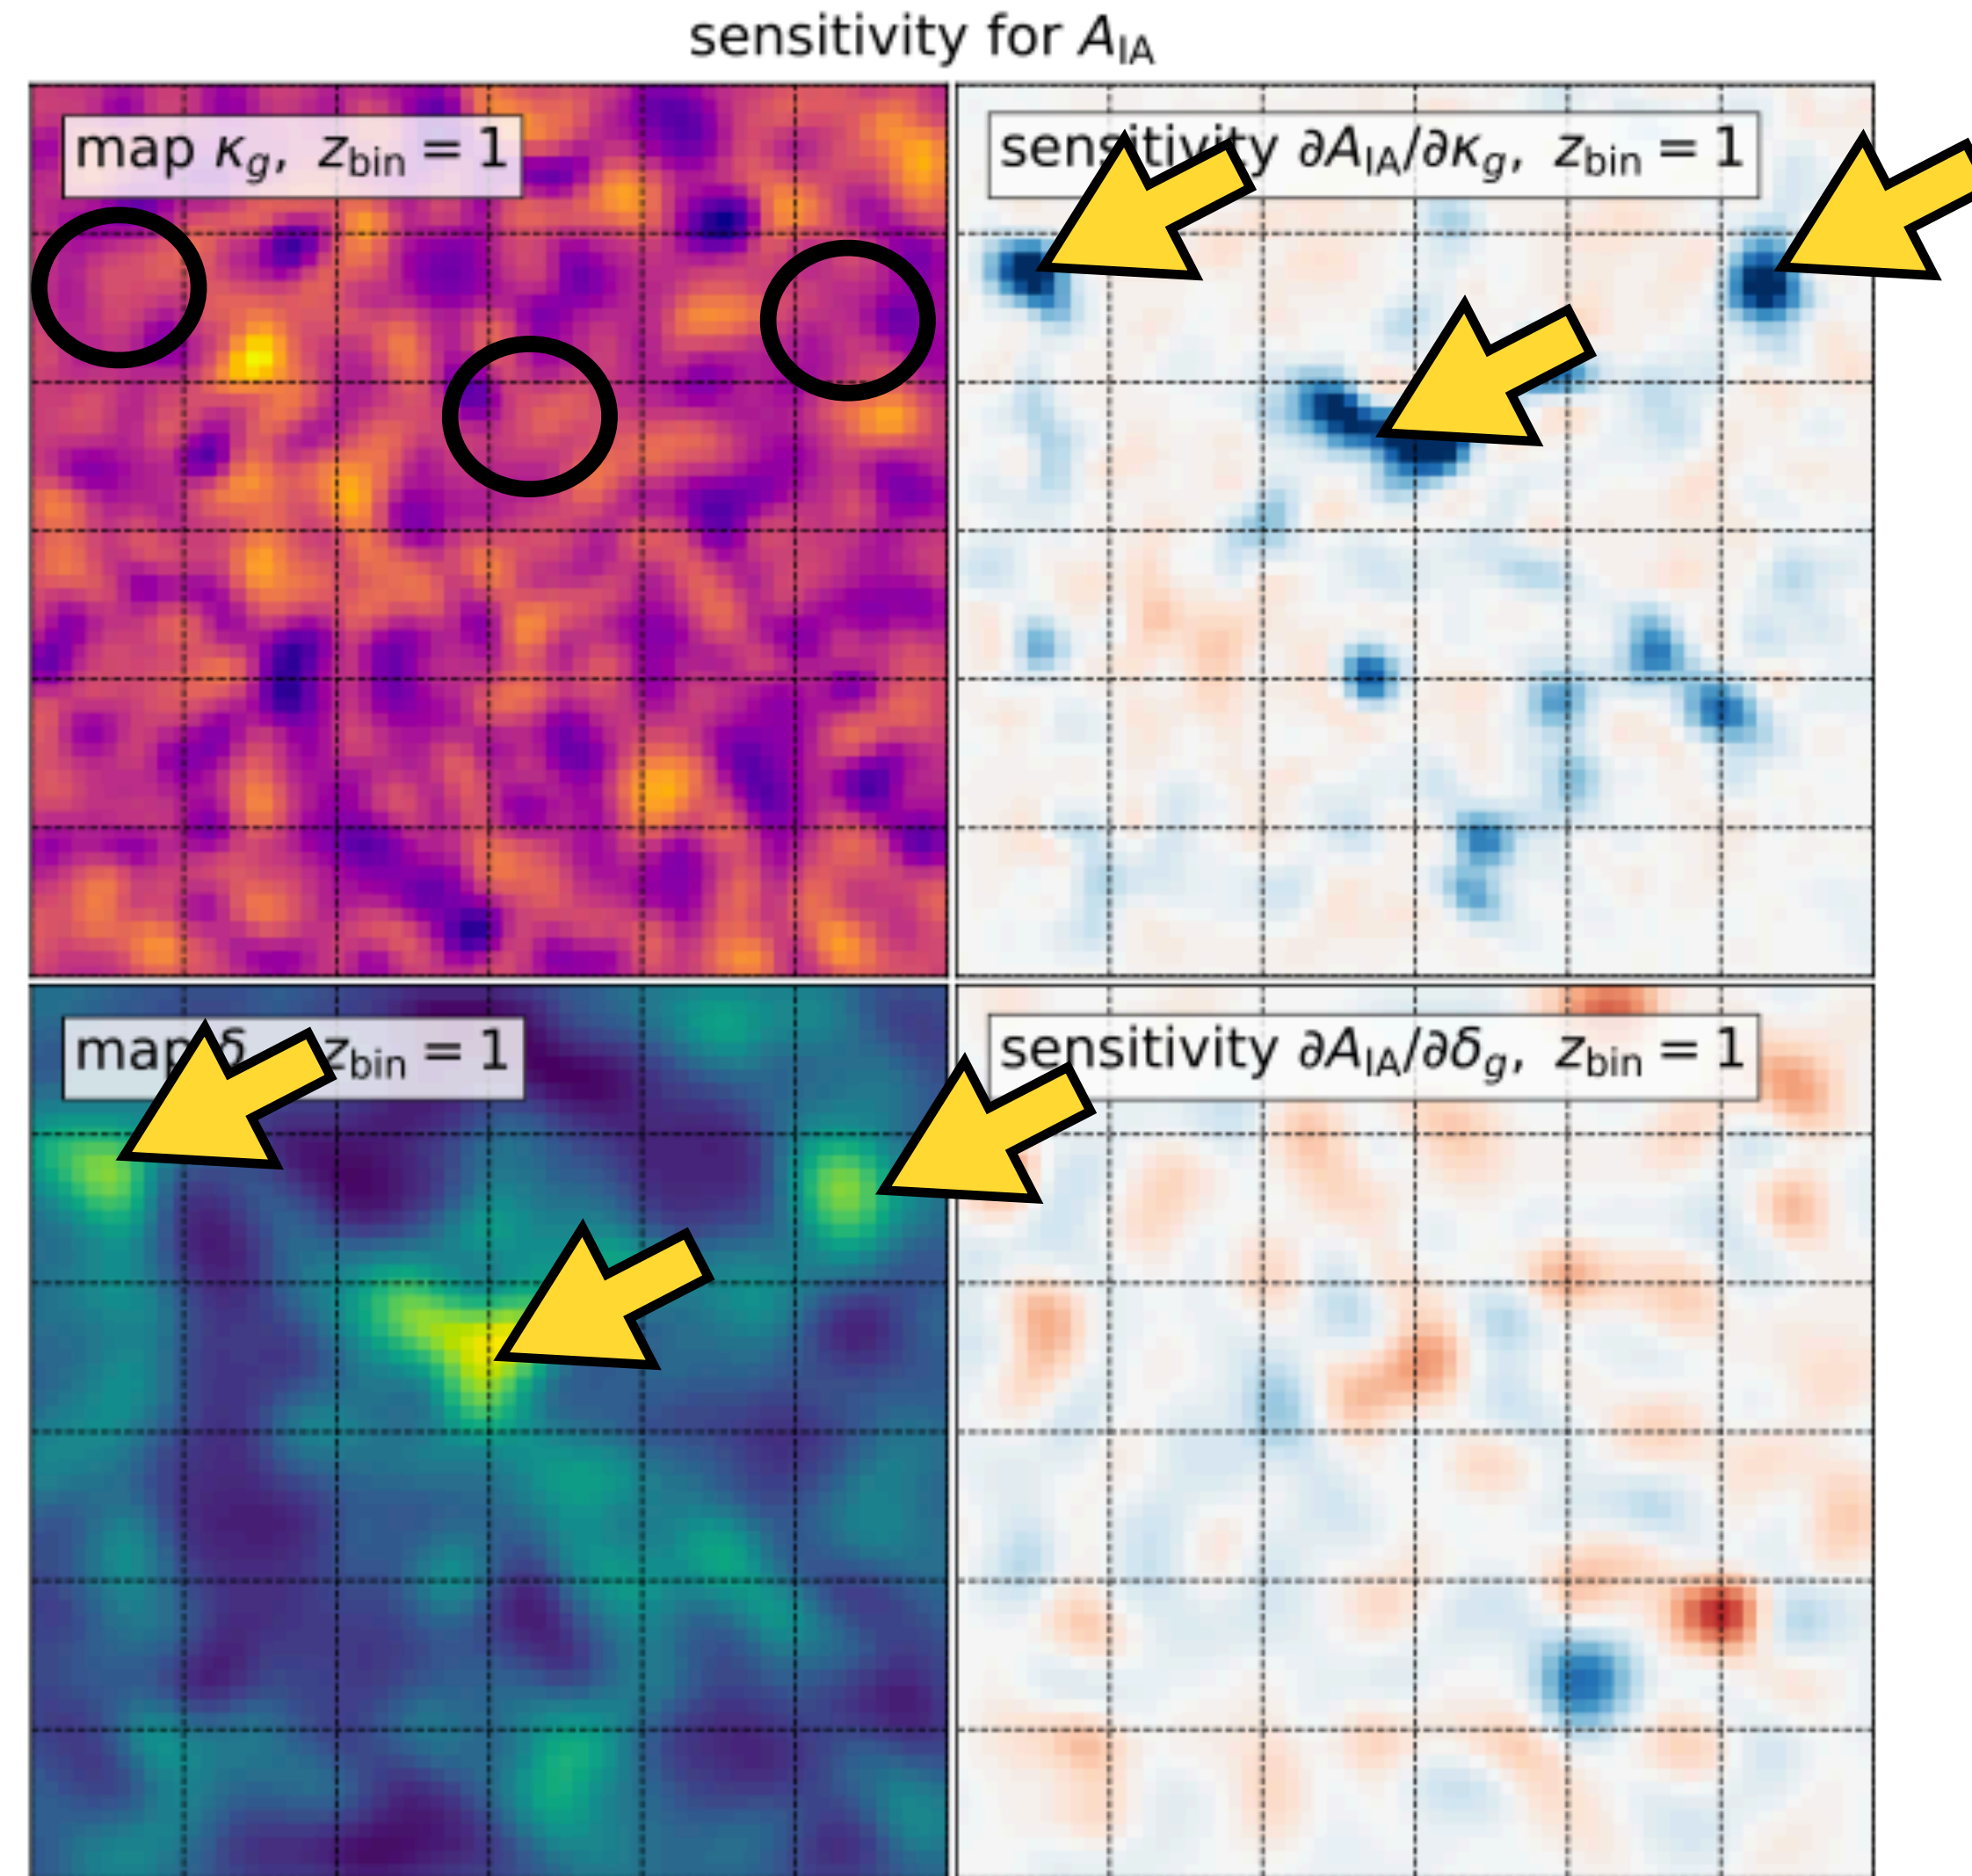 sensitivity for A_IA
map κ_g, z_bin = 1
sensitivity ∂A_IA/∂κ_g, z_bin = 1
map δ z_bin = 1
sensitivity ∂A_IA/∂δ_g, z_bin = 1